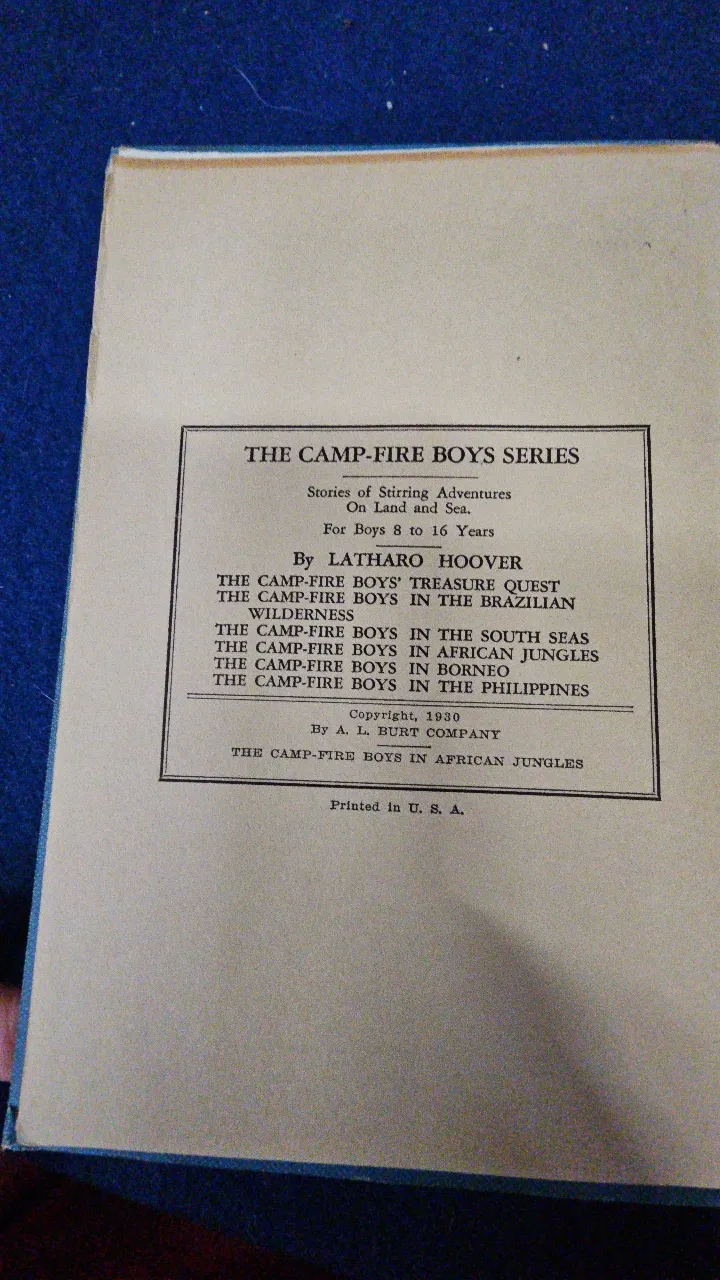 THE CAMP-FIRE BOYS SERIES
Stories of Stirring Adventures
On Land and Sea.
For Boys 8 to 16 Years
By LATHARO HOOVER
THE CAMP-FIRE BOYS' TREASURE QUEST
THE CAMP-FIRE BOYS IN THE BRAZILIAN
WILDERNESS
THE CAMP-FIRE BOYS IN THE SOUTH SEAS
THE CAMP-FIRE BOYS IN AFRICAN JUNGLES
THE CAMP-FIRE BOYS IN BORNEO
THE CAMP-FIRE BOYS IN THE PHILIPPINES
Copyright, 1930
By A. L. BURT COMPANY
THE CAMP-FIRE BOYS IN AFRICAN JUNGLES
Printed in U. S. A.